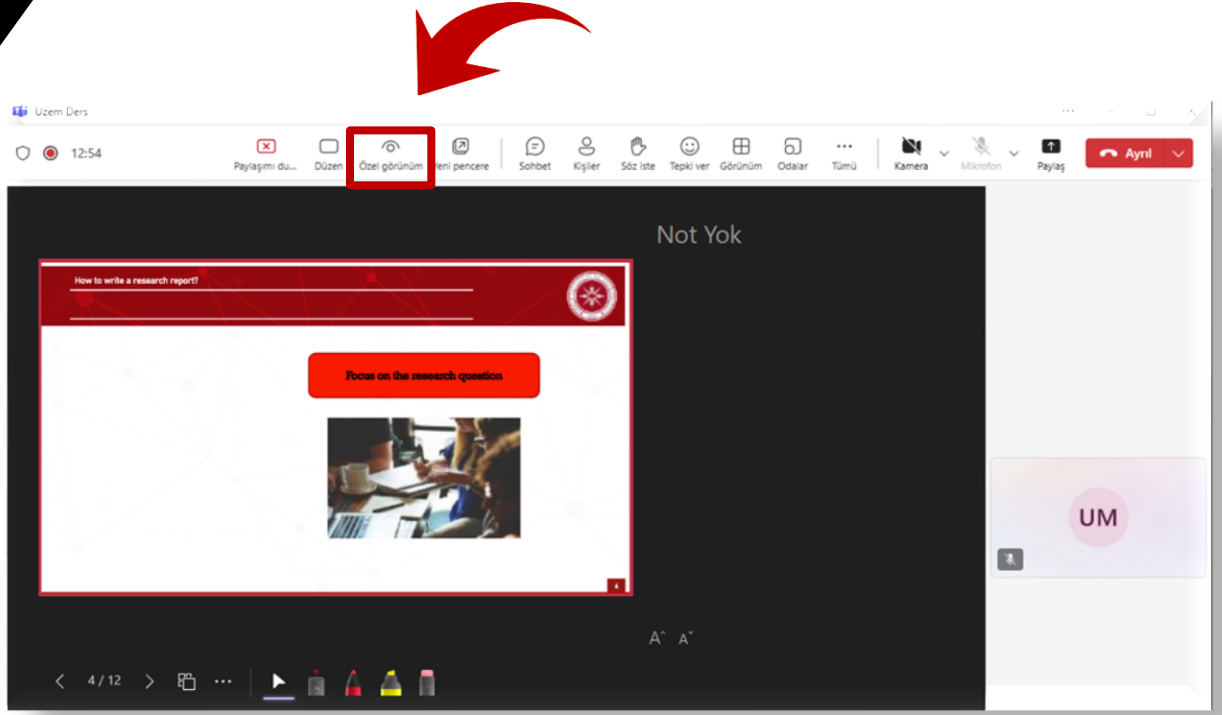 Uzem Ders
12:54
Paylaşımı du...
Düzen
Özel görünüm
Yeni pencere
Sohbet
Kişiler
Söz iste
Tepki ver
Görünüm
Odalar
Tümü
Kamera
Mikrofon
Paylaş
Ayrıl
Not Yok
How to write a research report?
Focus on the research question
4
UM
A A
4 / 12